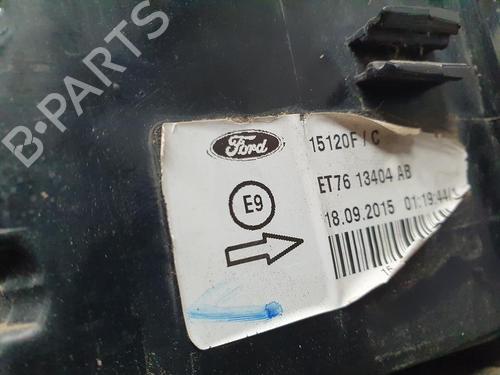 B-PARTS
Ford
15120F / C
E9
ET76 13404 AB
18.09.2015 01:19:44/